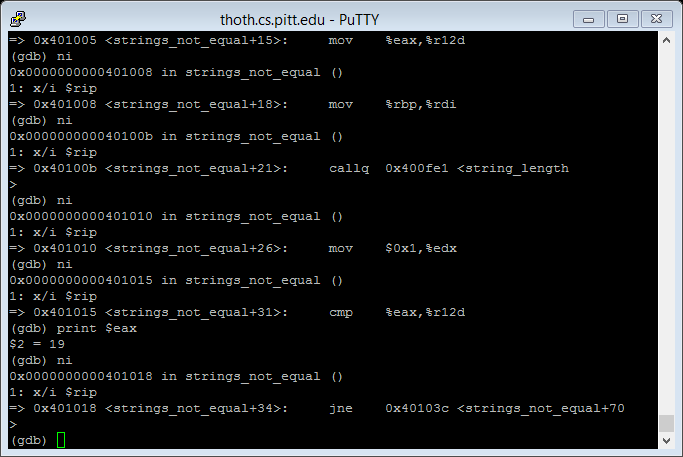 thoth.cs.pitt.edu - PuTTY
=> 0x401005 <strings_not_equal+15>:     mov    %eax,%r12d
(gdb) ni
0x0000000000401008 in strings_not_equal ()
1: x/i $rip
=> 0x401008 <strings_not_equal+18>:     mov    %rbp,%rdi
(gdb) ni
0x000000000040100b in strings_not_equal ()
1: x/i $rip
=> 0x40100b <strings_not_equal+21>:     callq  0x400fe1 <string_length
>
(gdb) ni
0x0000000000401010 in strings_not_equal ()
1: x/i $rip
=> 0x401010 <strings_not_equal+26>:     mov    $0x1,%edx
(gdb) ni
0x0000000000401015 in strings_not_equal ()
1: x/i $rip
=> 0x401015 <strings_not_equal+31>:     cmp    %eax,%r12d
(gdb) print $eax
$2 = 19
(gdb) ni
0x0000000000401018 in strings_not_equal ()
1: x/i $rip
=> 0x401018 <strings_not_equal+34>:     jne    0x40103c <strings_not_equal+70
>
(gdb)